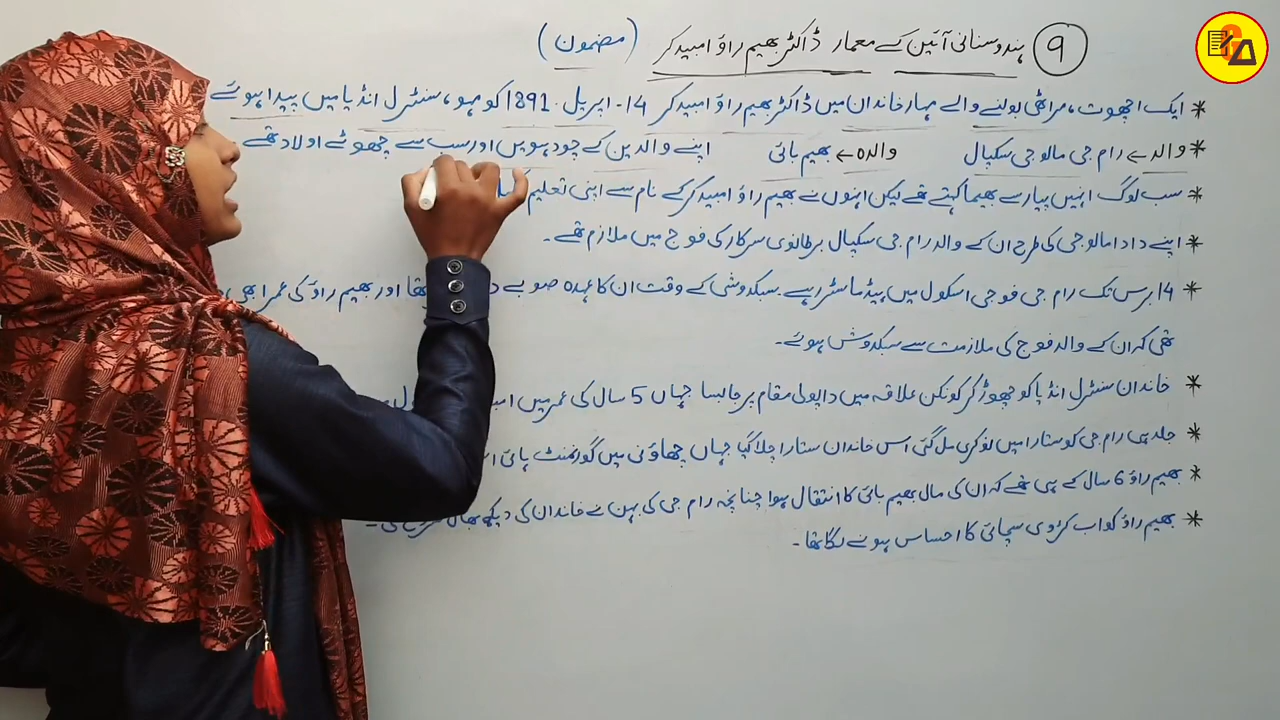 ۹ ہندوستانی آئین کے معمار ڈاکٹر بھیم راؤ امبیدکر (مضمون)
* ایک اچھوت، مراٹھی بولنے والے مہار خاندان میں ڈاکٹر بھیم راؤ امبیدکر 14 - اپریل 1891 کو مہو، سنٹرل انڈیا میں پیدا ہوئے
* والد ← رام جی مالوجی سکپال والدہ ← بھیم بائی اپنے والدین کے چودہویں اور سب سے چھوٹے اولاد تھے
* سب لوگ انہیں پیار سے بھیما کہتے تھے لیکن انہوں نے بھیم راؤ امبیدکر کے نام سے اپنی تعلیم
* اپنے دادا مالوجی کی طرح ان کے والد رام جی سکپال برطانوی سرکار کی فوج میں ملازم تھے۔
* 14 برس تک رام جی فوجی اسکول میں ہیڈ ماسٹر رہے۔ سبکدوشی کے وقت ان کا عہدہ صوبے تھا اور بھیم راؤ کی عمر ابھی
تھی کہ ان کے والد فوج کی ملازمت سے سبکدوش ہوئے۔
* خاندان سنٹرل انڈیا کو چھوڑ کر کونکن علاقہ میں داپولی مقام پر جا بسا جہاں 5 سال کی عمر میں
* جلد ہی رام جی کو ستارا میں نوکری مل گئی اس خاندان ستارا چلا گیا جہاں چھاؤنی میں گورنمنٹ ہائی
* بھیم راؤ 6 سال کے ہی تھے کہ ان کی ماں بھیم بائی کا انتقال ہوا چنانچہ رام جی کی بہن نے خاندان کی دیکھ بھال
* بھیم راؤ کو اب کڑوی سچائی کا احساس ہونے لگا تھا۔